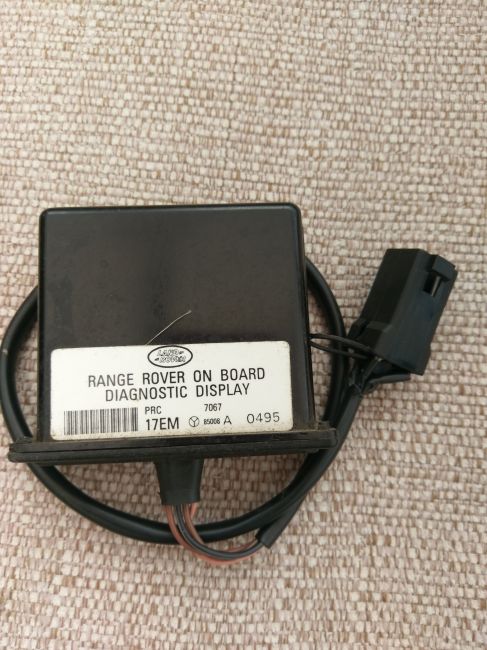 LAND-
ROVER
RANGE ROVER ON BOARD
DIAGNOSTIC DISPLAY
PRC 7067
17EM 85008 A 0495